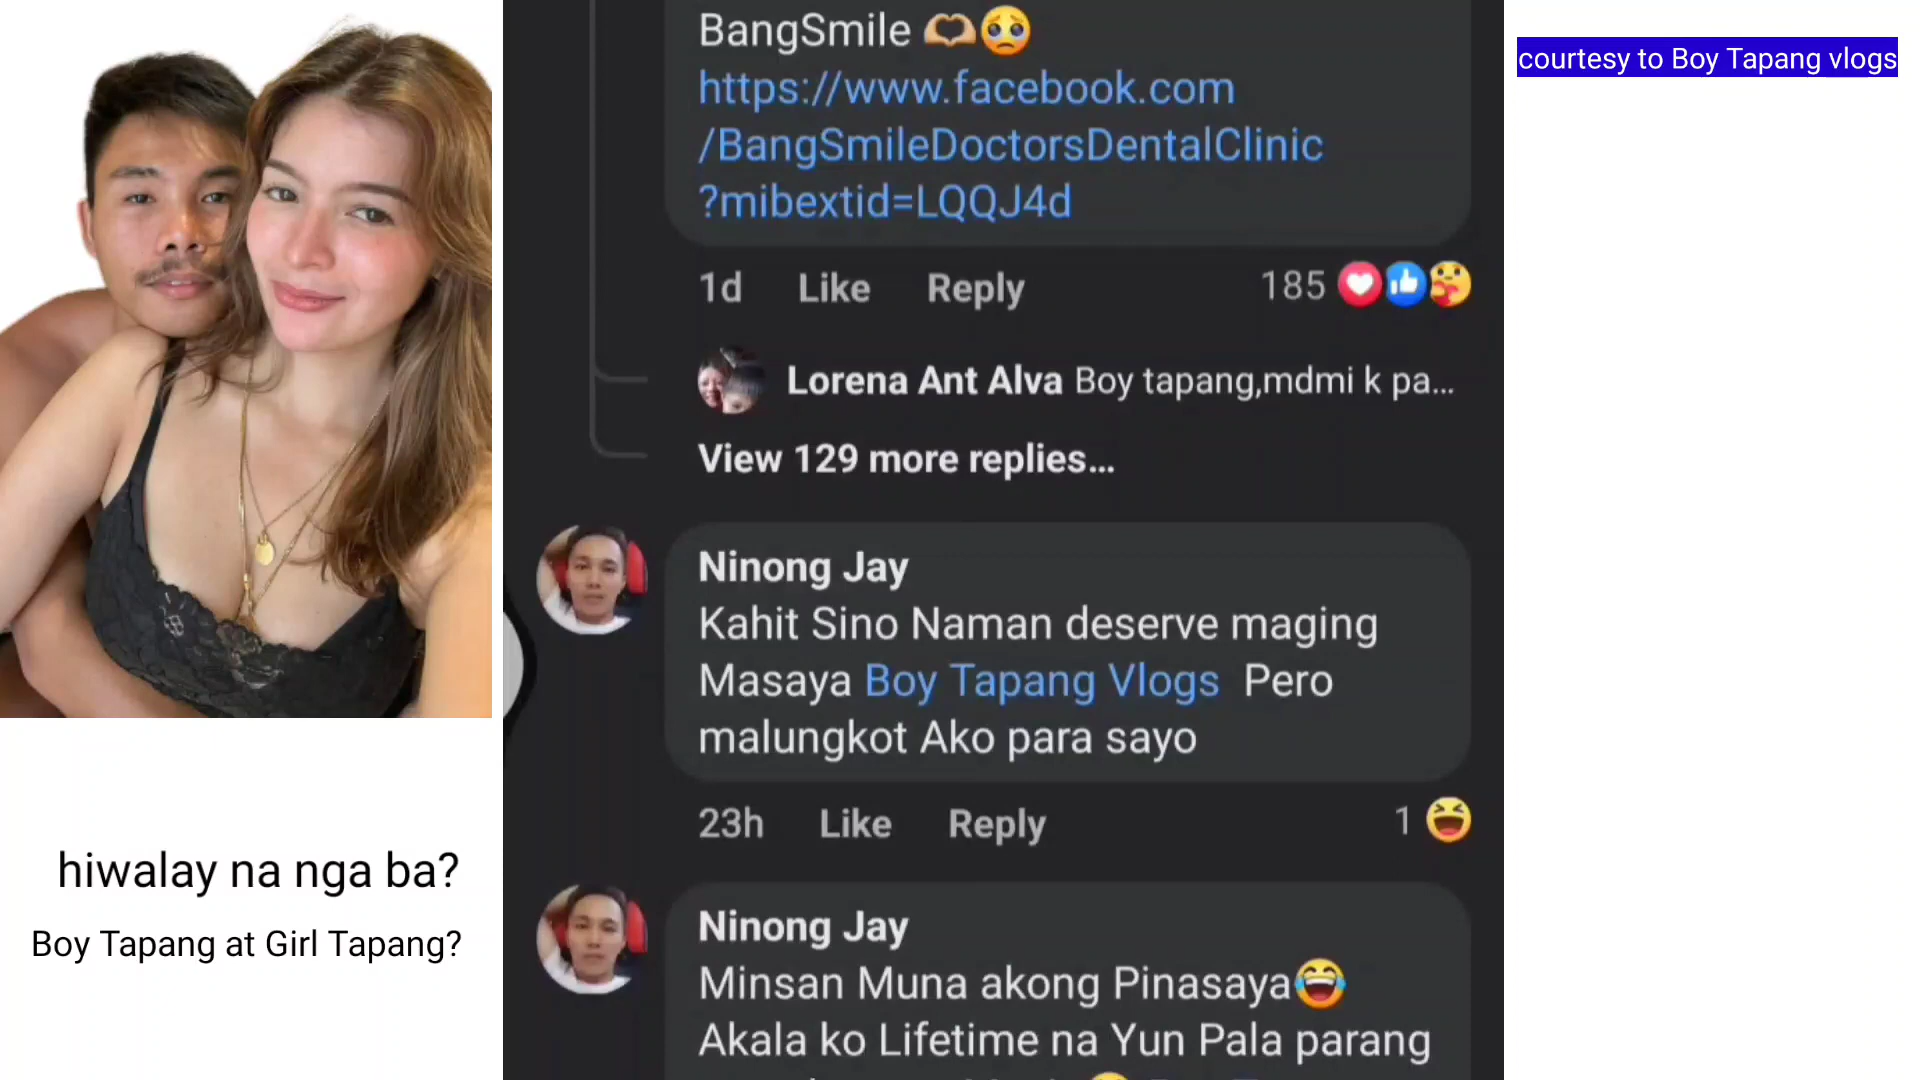 BangSmile 🫶🥺
https://www.facebook.com
/BangSmileDoctorsDentalClinic
?mibextid=LQQJ4d
1d Like Reply 185
Lorena Ant Alva Boy tapang,mdmi k pa...
View 129 more replies...
Ninong Jay
Kahit Sino Naman deserve maging
Masaya Boy Tapang Vlogs Pero
malungkot Ako para sayo
23h Like Reply 1
Ninong Jay
Minsan Muna akong Pinasaya😂
Akala ko Lifetime na Yun Pala parang
hiwalay na nga ba?
Boy Tapang at Girl Tapang?
courtesy to Boy Tapang vlogs